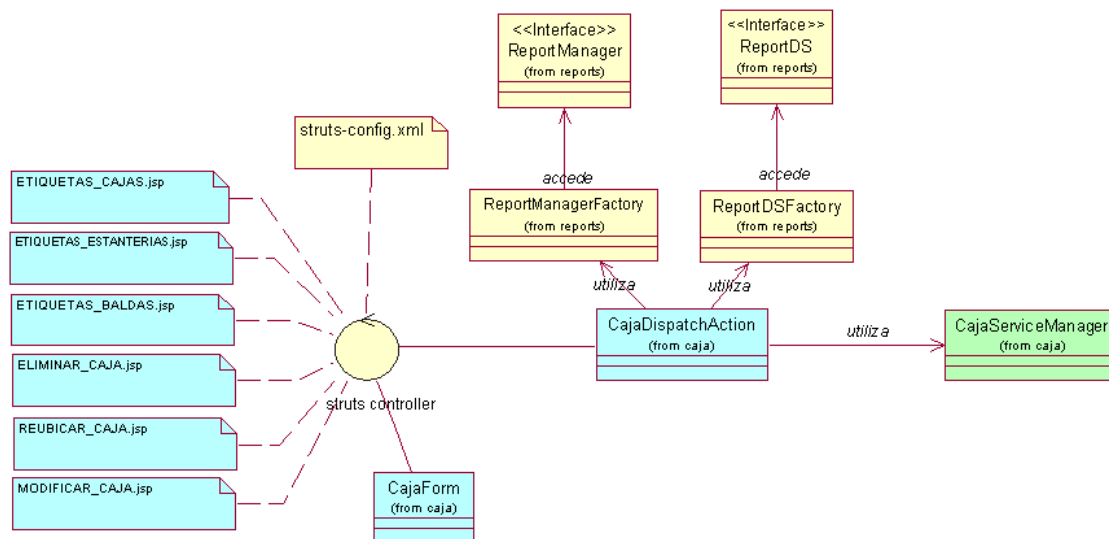 <<Interface>>
ReportManager
(from reports)
<<Interface>>
ReportDS
(from reports)
struts-config.xml
accede
accede
ETIQUETAS_CAJAS.jsp
ReportManagerFactory
(from reports)
ReportDSFactory
(from reports)
ETIQUETAS_ESTANTERIAS.jsp
utiliza
utiliza
ETIQUETAS_BALDAS.jsp
CajaDispatchAction
(from caja)
utiliza
CajaServiceManager
(from caja)
ELIMINAR_CAJA.jsp
struts controller
REUBICAR_CAJA.jsp
MODIFICAR_CAJA.jsp
CajaForm
(from caja)